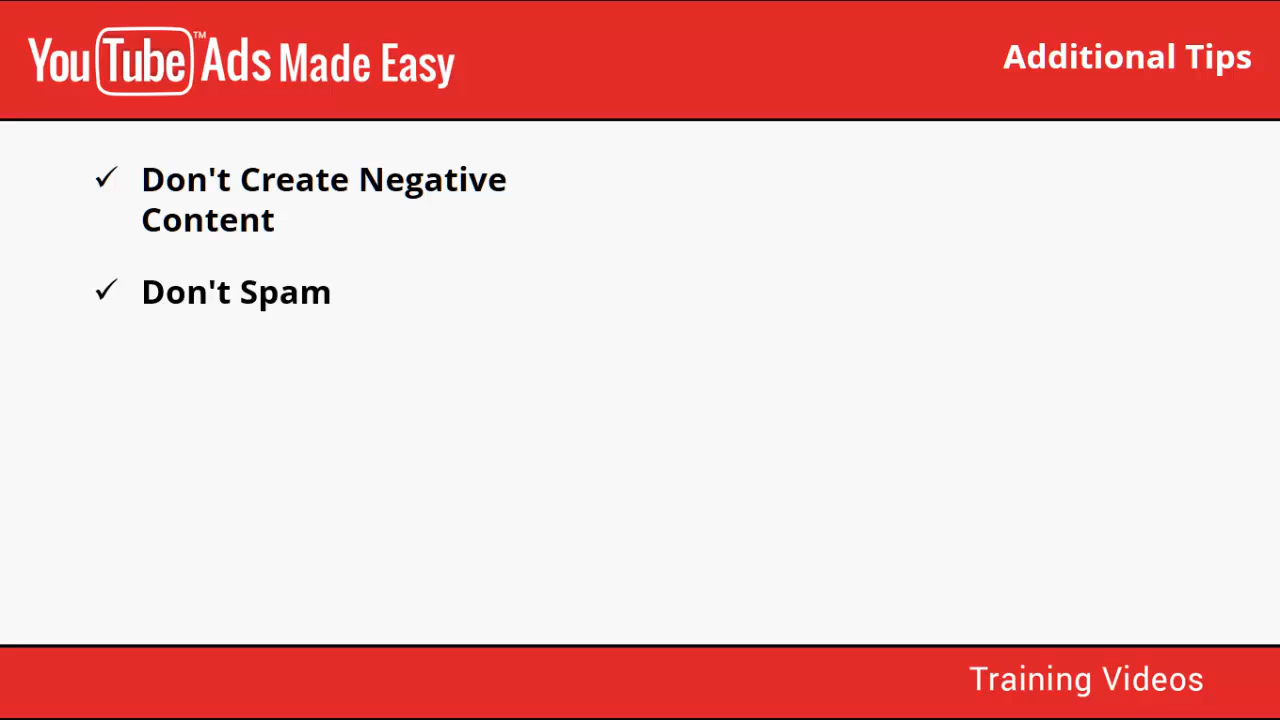 YouTube™ Ads Made Easy
Additional Tips
✓ Don't Create Negative
Content
✓ Don't Spam
Training Videos